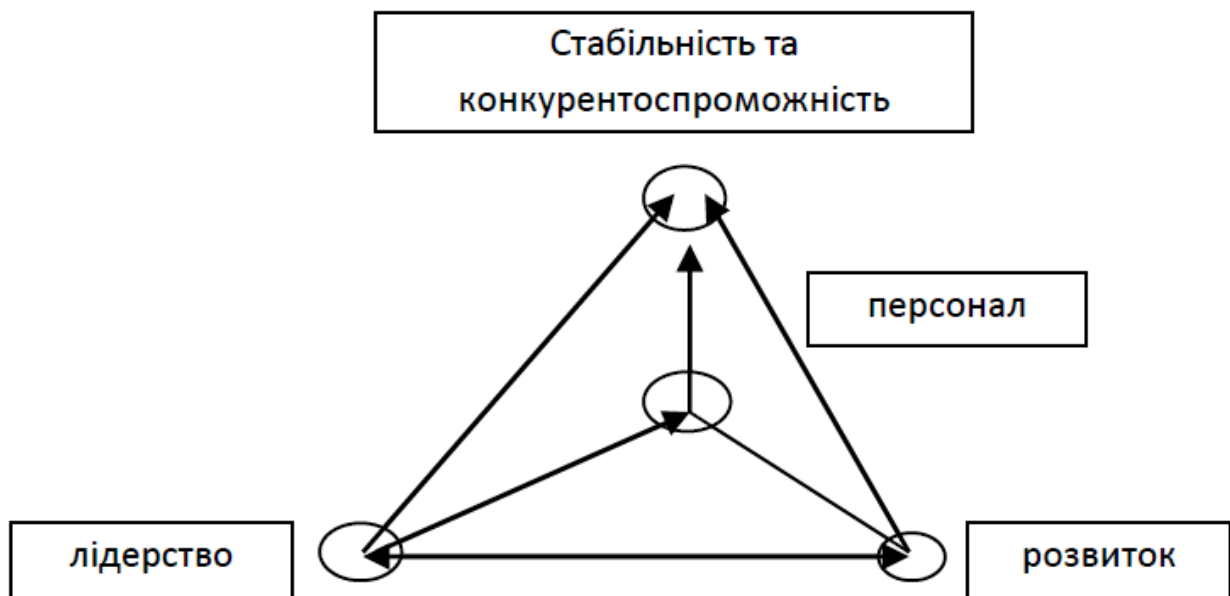 Стабільність та
конкурентоспроможність
персонал
лідерство
розвиток